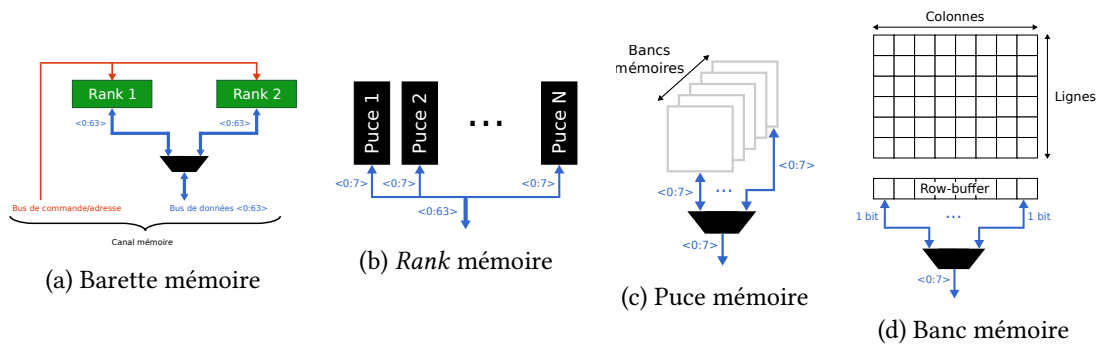 Rank 1
Rank 2
<0:63>
<0:63>
Bus de commande/adresse
Bus de données <0:63>
Canal mémoire
(a) Barette mémoire
Puce 1
Puce 2
...
Puce N
<0:7>
<0:7>
<0:7>
<0:63>
(b) Rank mémoire
Bancs
mémoires
<0:7>
...
<0:7>
<0:7>
(c) Puce mémoire
Colonnes
Lignes
Row-buffer
1 bit
...
1 bit
<0:7>
(d) Banc mémoire